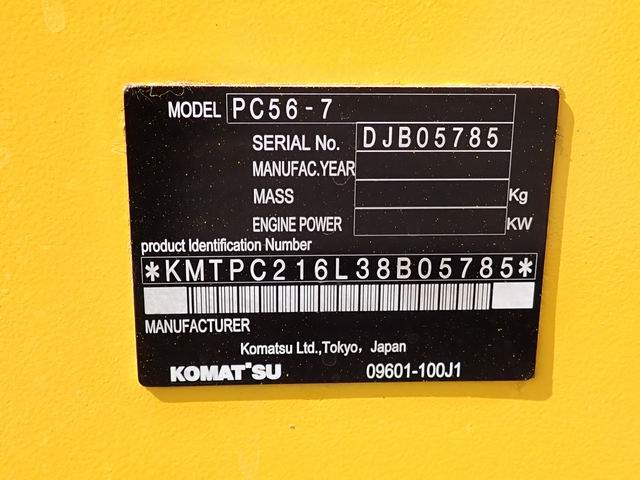 MODEL PC56-7
SERIAL No. DJB05785
MANUFAC.YEAR
MASS Kg
ENGINE POWER KW
product Identification Number
*KMTPC216L38B05785*
MANUFACTURER
Komatsu Ltd.,Tokyo, Japan
KOMATSU 09601-100J1